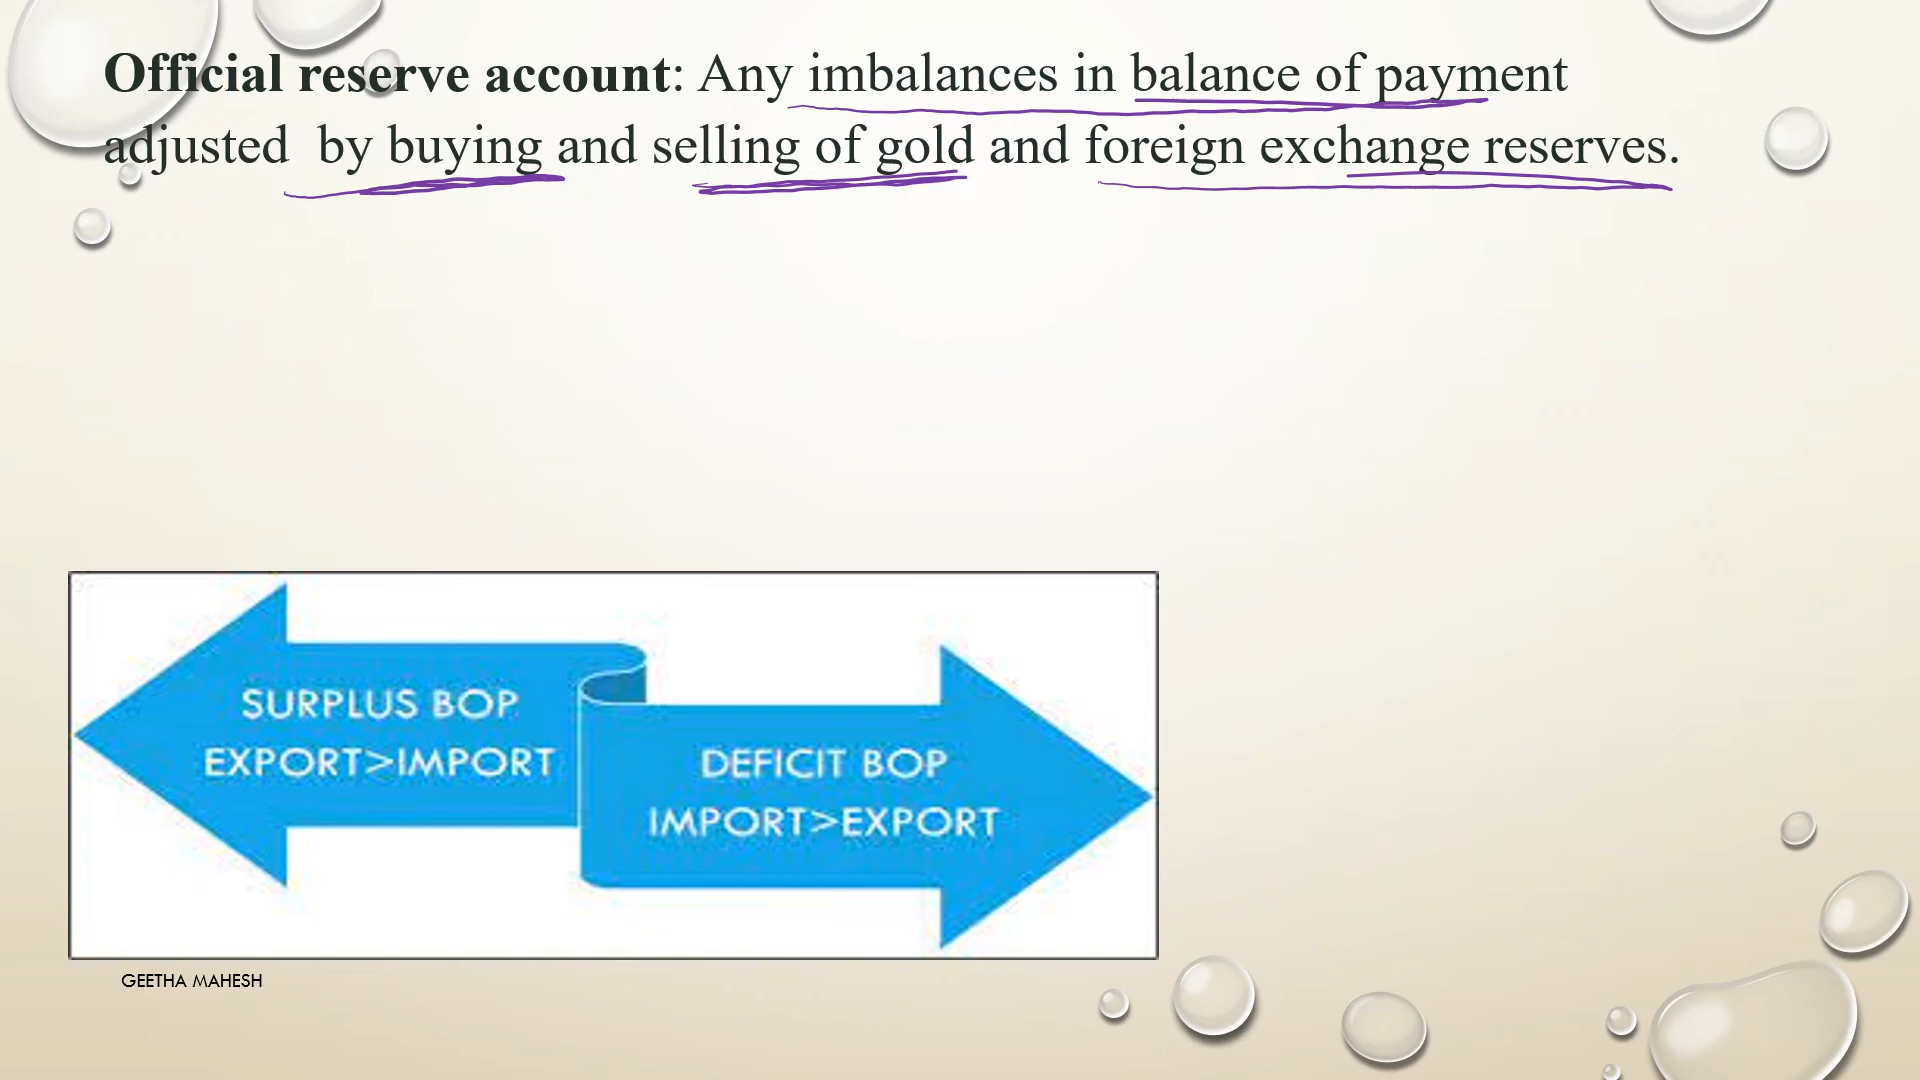 Official reserve account: Any imbalances in balance of payment
adjusted  by buying and selling of gold and foreign exchange reserves.
SURPLUS BOP
EXPORT>IMPORT
DEFICIT BOP
IMPORT>EXPORT
GEETHA MAHESH